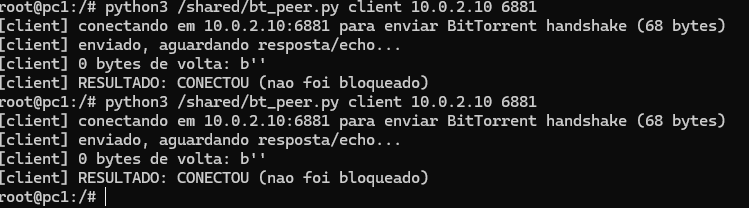 root@pc1:/# python3 /shared/bt_peer.py client 10.0.2.10 6881
[client] conectando em 10.0.2.10:6881 para enviar BitTorrent handshake (68 bytes)
[client] enviado, aguardando resposta/echo...
[client] 0 bytes de volta: b''
[client] RESULTADO: CONECTOU (nao foi bloqueado)
root@pc1:/# python3 /shared/bt_peer.py client 10.0.2.10 6881
[client] conectando em 10.0.2.10:6881 para enviar BitTorrent handshake (68 bytes)
[client] enviado, aguardando resposta/echo...
[client] 0 bytes de volta: b''
[client] RESULTADO: CONECTOU (nao foi bloqueado)
root@pc1:/#